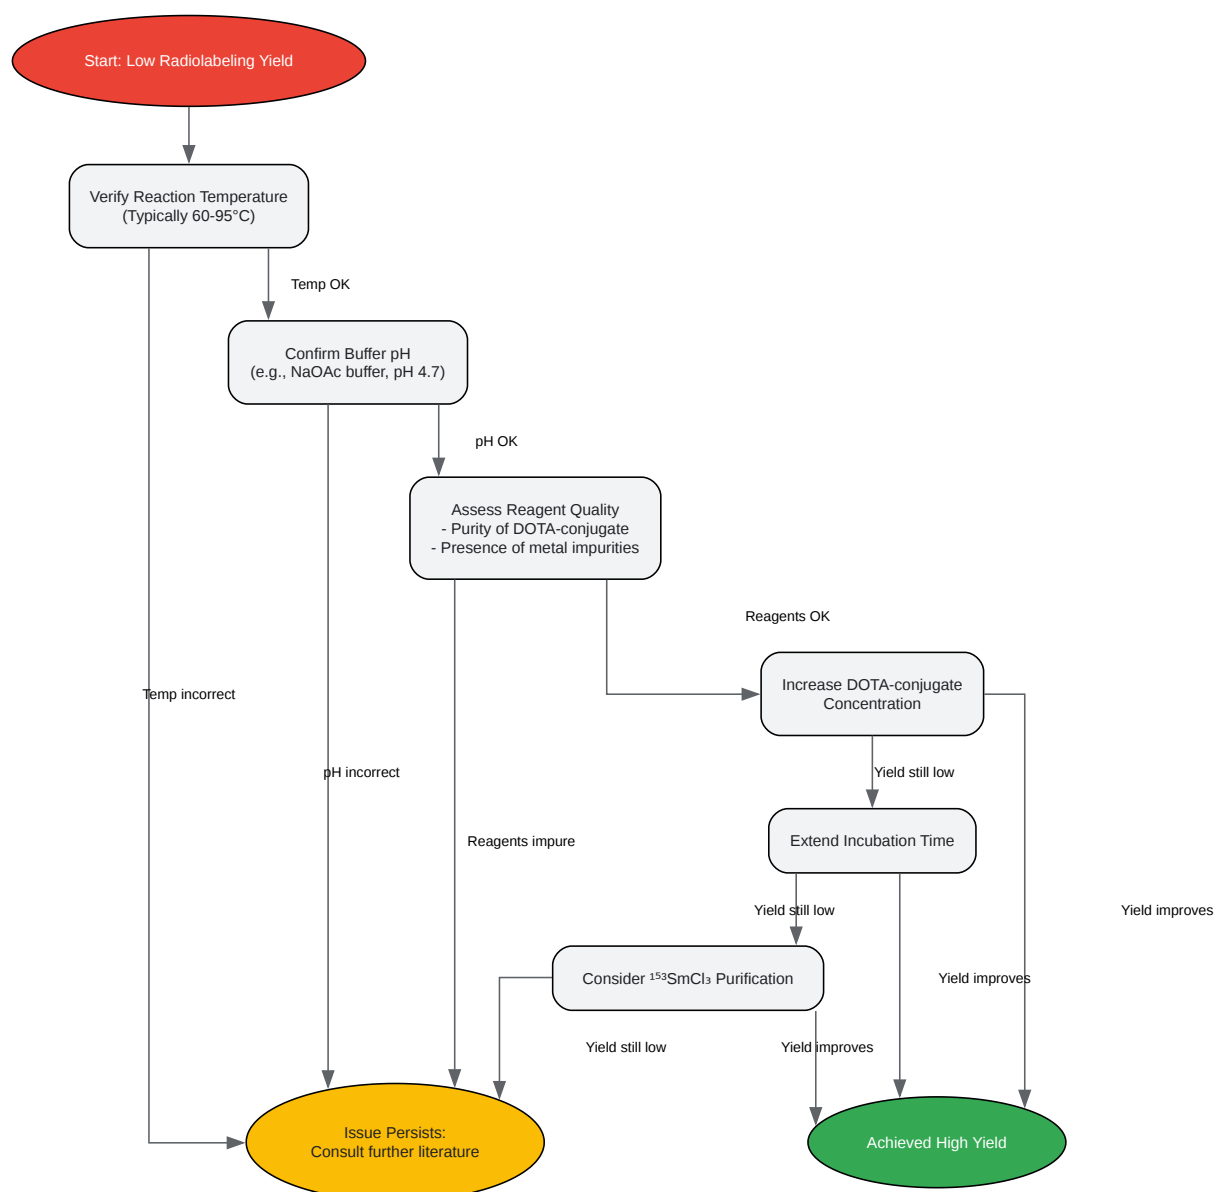 Start: Low Radiolabeling Yield
Verify Reaction Temperature
(Typically 60-95°C)
Temp OK
Confirm Buffer pH
(e.g., NaOAc buffer, pH 4.7)
pH OK
Assess Reagent Quality
- Purity of DOTA-conjugate
- Presence of metal impurities
Reagents OK
Increase DOTA-conjugate
Concentration
Temp incorrect
pH incorrect
Yield still low
Reagents impure
Extend Incubation Time
Yield still low
Yield improves
Consider ¹⁵³SmCl₃ Purification
Yield improves
Yield still low
Yield improves
Issue Persists:
Consult further literature
Achieved High Yield